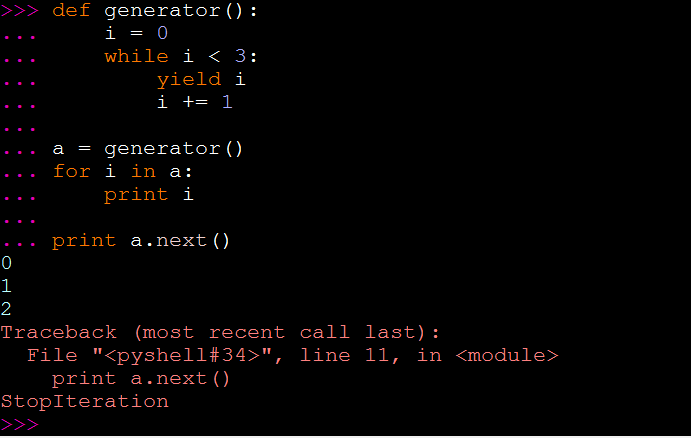 >>> def generator():
...     i = 0
...     while i < 3:
...         yield i
...         i += 1
...
... a = generator()
... for i in a:
...     print i
...
... print a.next()
0
1
2
Traceback (most recent call last):
  File "<pyshell#34>", line 11, in <module>
    print a.next()
StopIteration
>>>